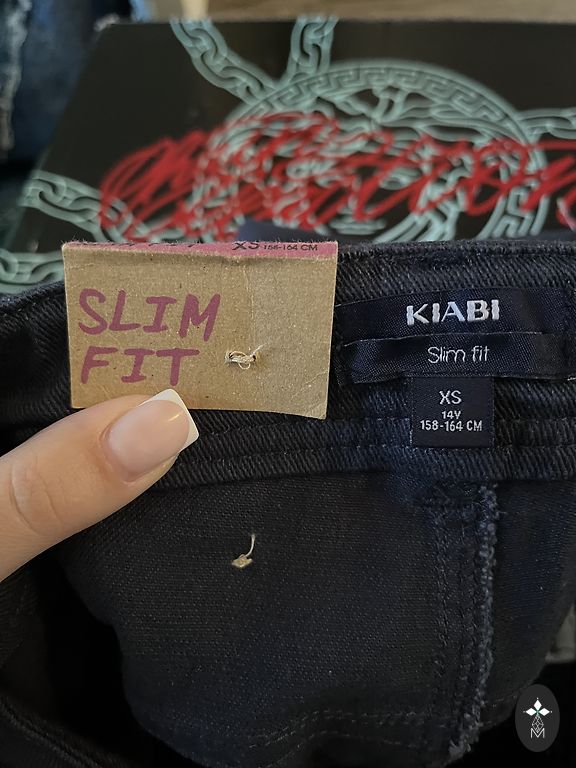 XS 158-164 CM
SLIM
FIT
KIABI
Slim fit
XS
14Y
158-164 CM